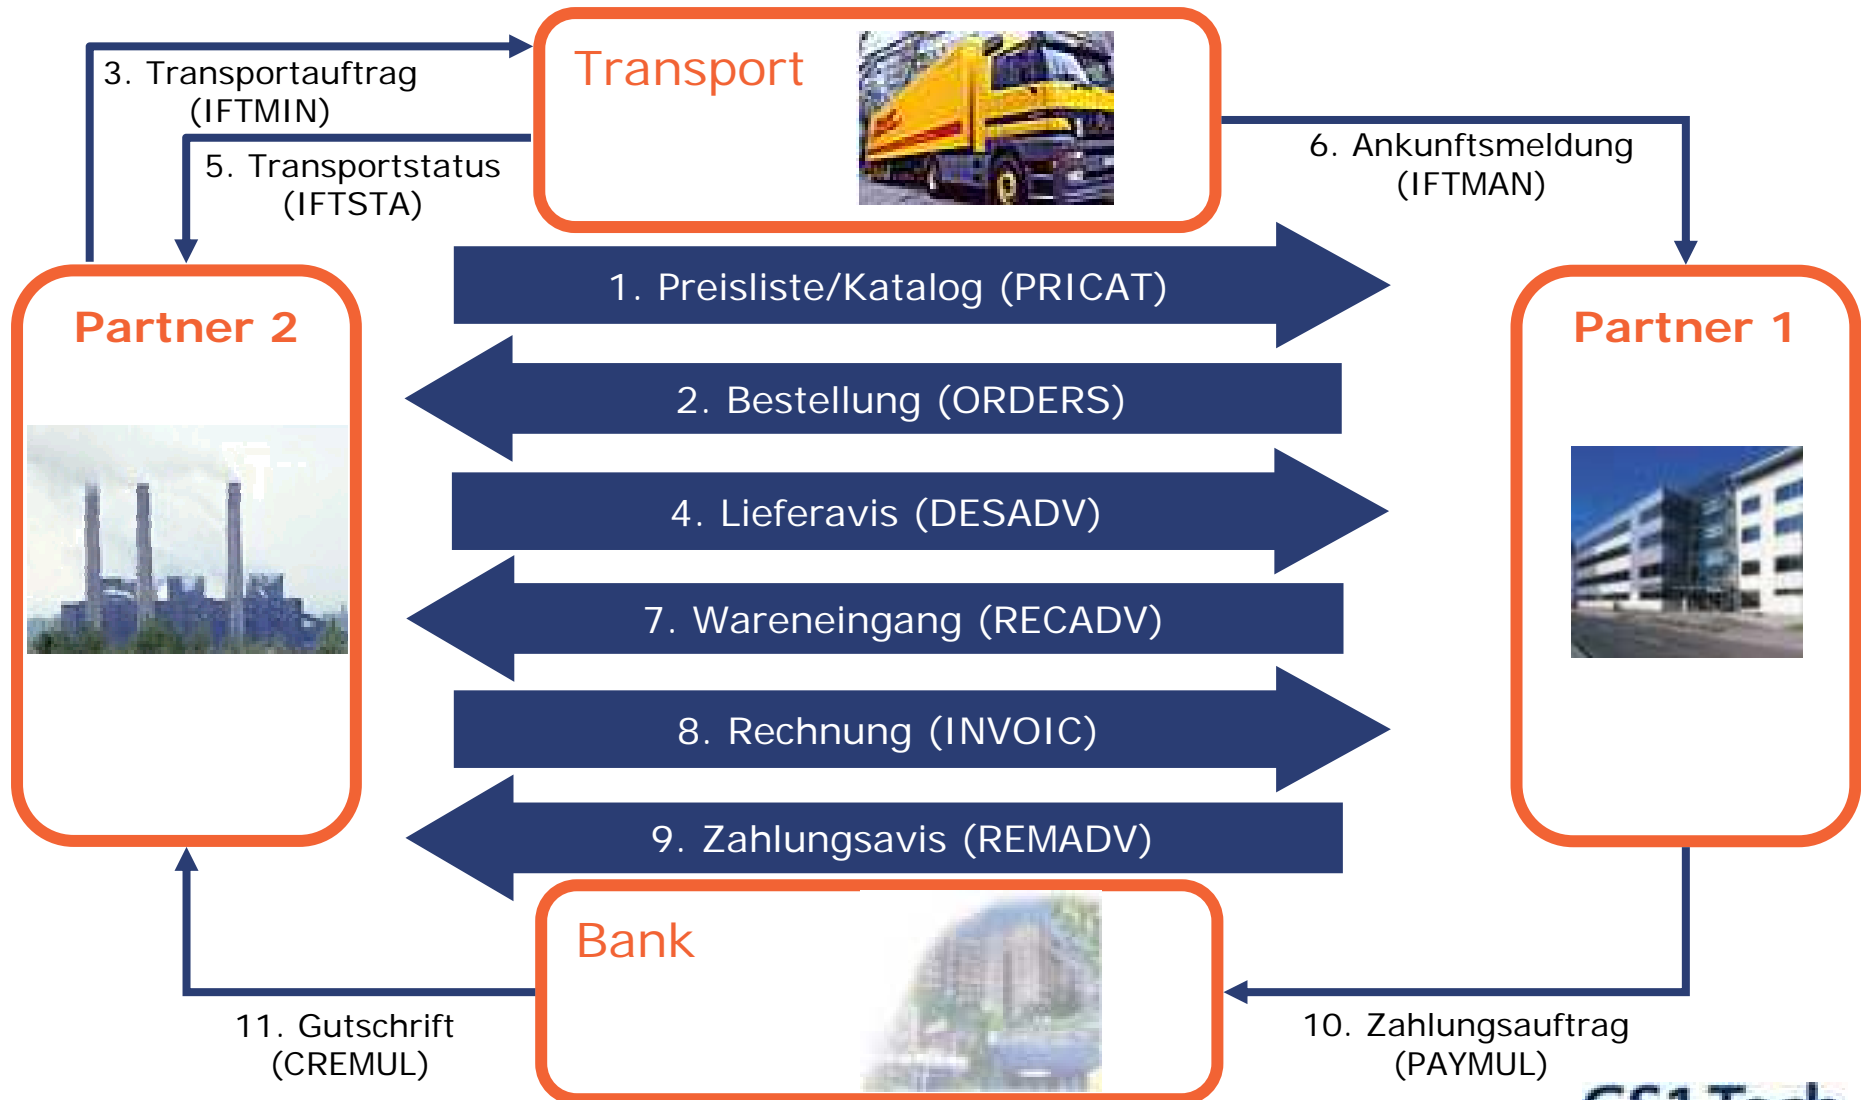 Transport
3. Transportauftrag
(IFTMIN)
5. Transportstatus
(IFTSTA)
6. Ankunftsmeldung
(IFTMAN)
1. Preisliste/Katalog (PRICAT)
Partner 2
Partner 1
2. Bestellung (ORDERS)
4. Lieferavis (DESADV)
7. Wareneingang (RECADV)
8. Rechnung (INVOIC)
9. Zahlungsavis (REMADV)
Bank
11. Gutschrift
(CREMUL)
10. Zahlungsauftrag
(PAYMUL)
GS1 Tech